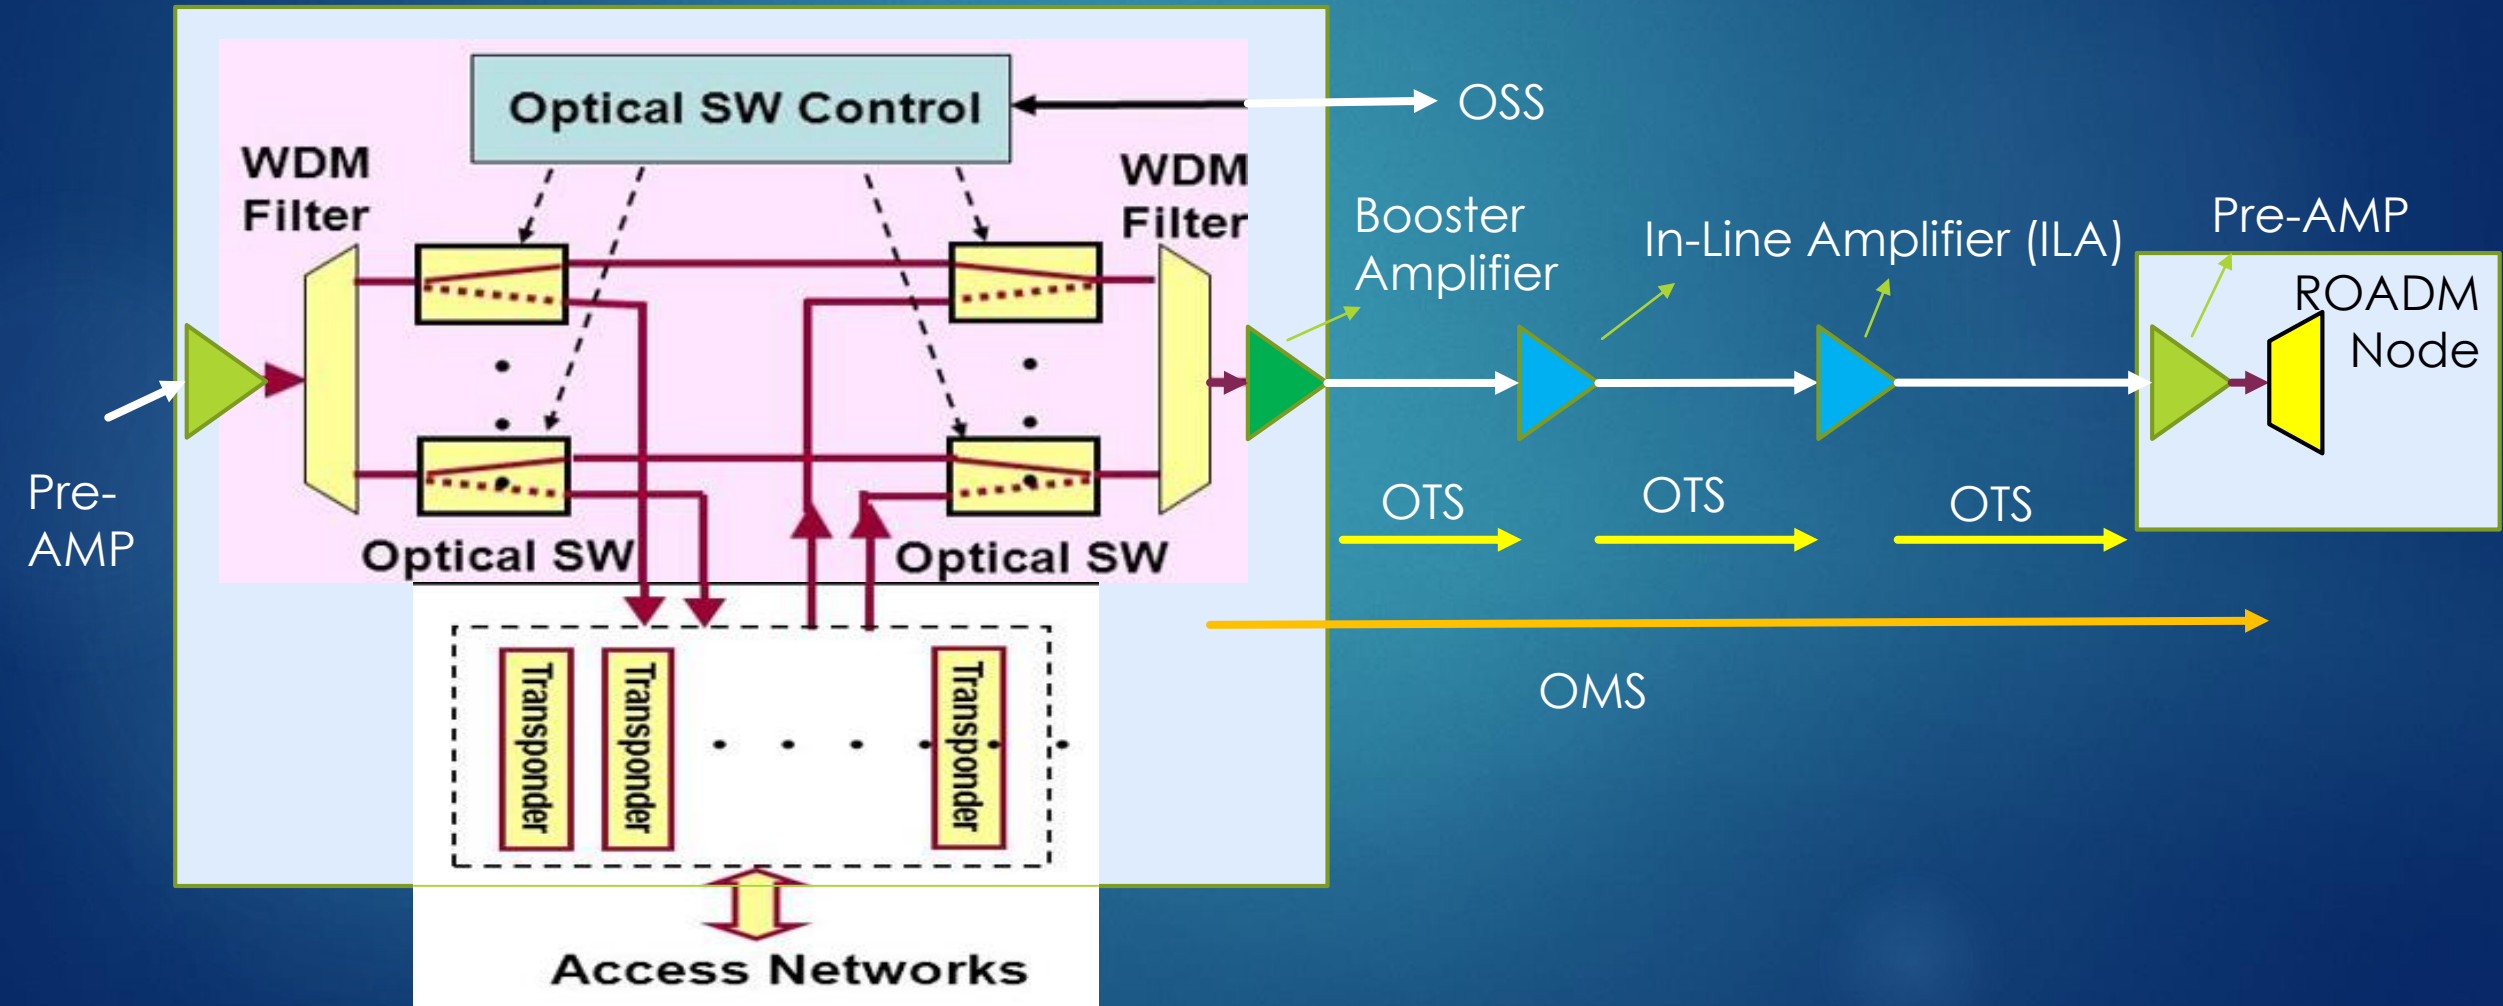 Optical SW Control
OSS
WDM
Filter
WDM
Filter
Booster
Amplifier
In-Line Amplifier (ILA)
Pre-AMP
ROADM
Node
Pre-
AMP
OTS
OTS
OTS
Optical SW
Optical SW
OMS
Transponder
Transponder
Transponder
Access Networks